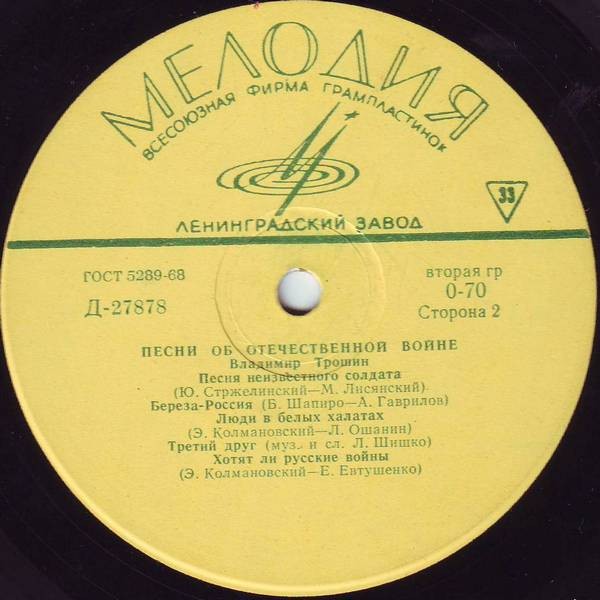 МЕЛОДИЯ
ВСЕСОЮЗНАЯ ФИРМА ГРАМПЛАСТИНОК
33
ЛЕНИНГРАДСКИЙ ЗАВОД
ГОСТ 5289-68
вторая гр
Д-27878
0-70
Сторона 2
ПЕСНИ ОБ ОТЕЧЕСТВЕННОЙ ВОЙНЕ
Владимир Трошин
Песня неизвестного солдата
(Ю. Стржелинский—М. Лисянский)
Береза-Россия (Б. Шапиро—А. Гаврилов)
Люди в белых халатах
(Э. Колмановский—Л. Ошанин)
Третий друг (муз. и сл. Л. Шишко)
Хотят ли русские войны
(Э. Колмановский—Е. Евтушенко)